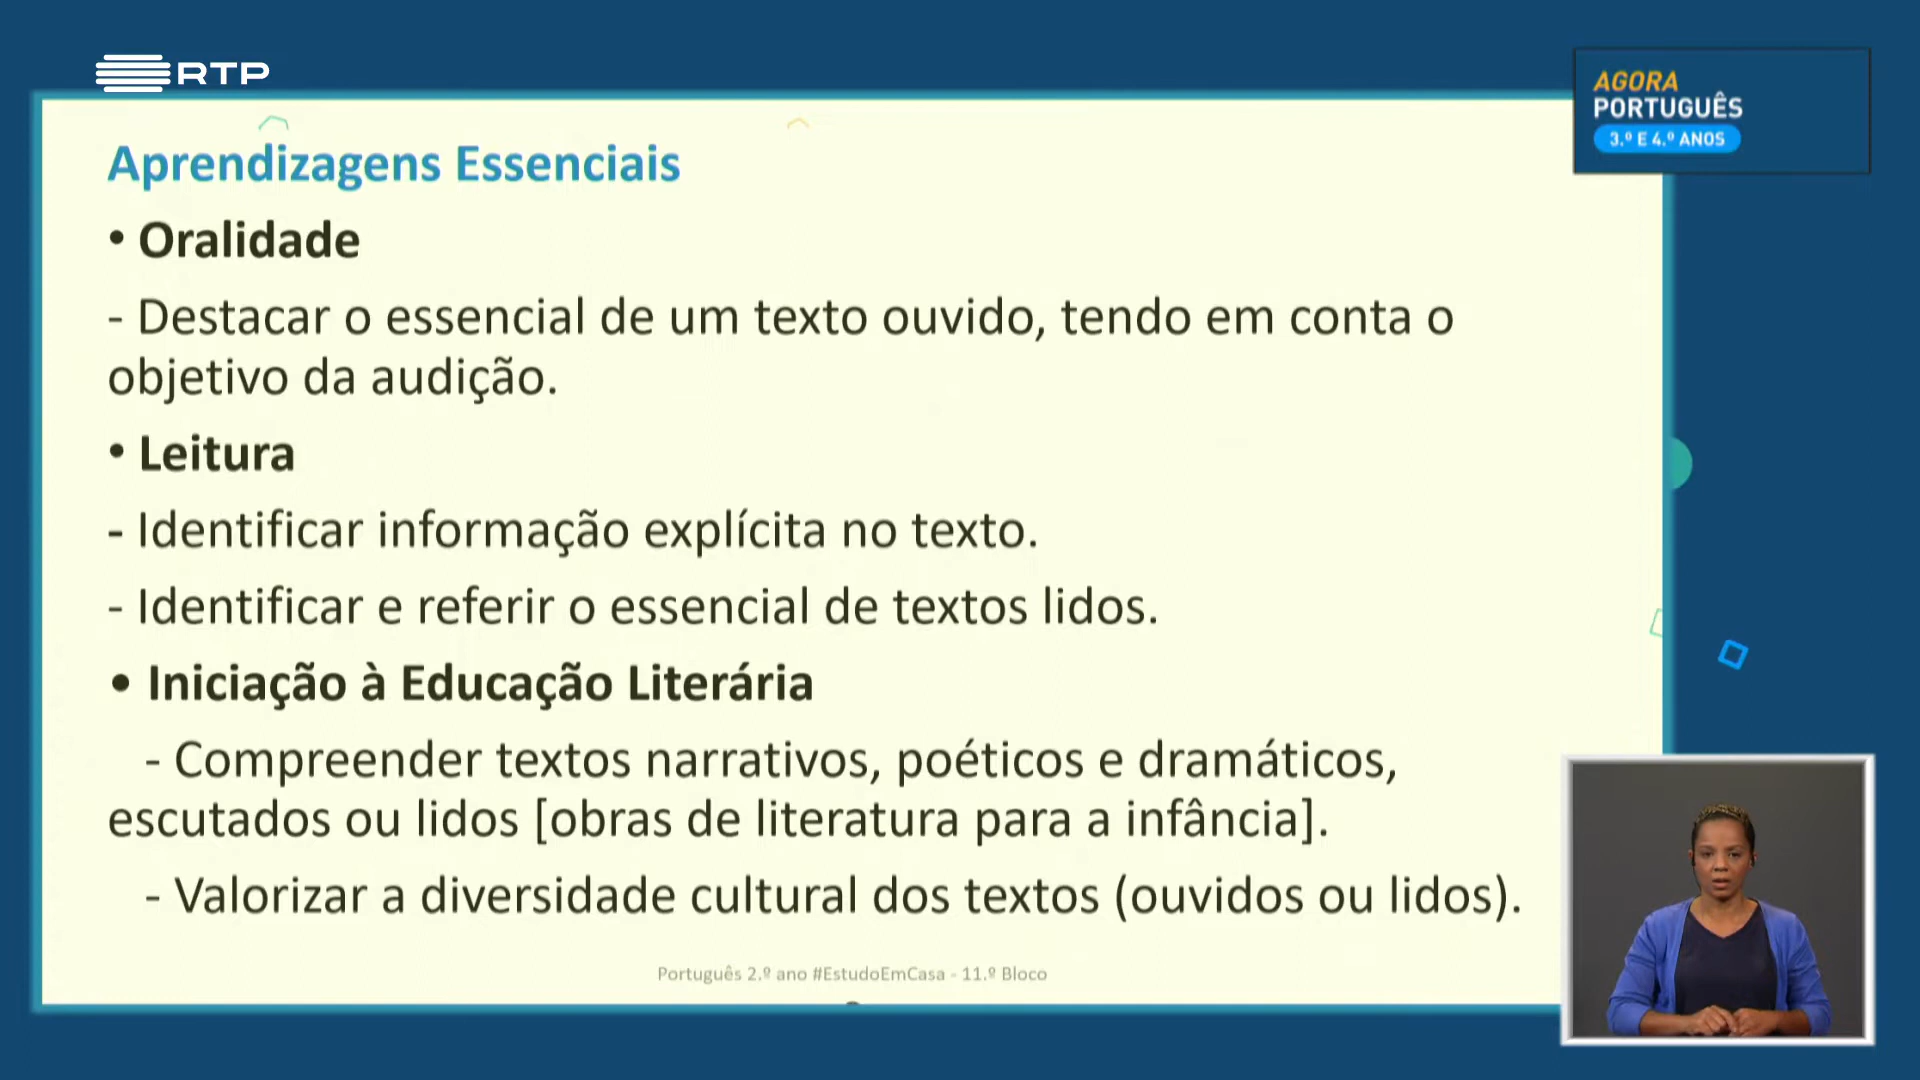 RTP
AGORA
PORTUGUÊS
3.º E 4.º ANOS
Aprendizagens Essenciais
• Oralidade
- Destacar o essencial de um texto ouvido, tendo em conta o
objetivo da audição.
• Leitura
- Identificar informação explícita no texto.
- Identificar e referir o essencial de textos lidos.
• Iniciação à Educação Literária
- Compreender textos narrativos, poéticos e dramáticos,
escutados ou lidos [obras de literatura para a infância].
- Valorizar a diversidade cultural dos textos (ouvidos ou lidos).
Português 2.º ano #EstudoEmCasa - 11.º Bloco